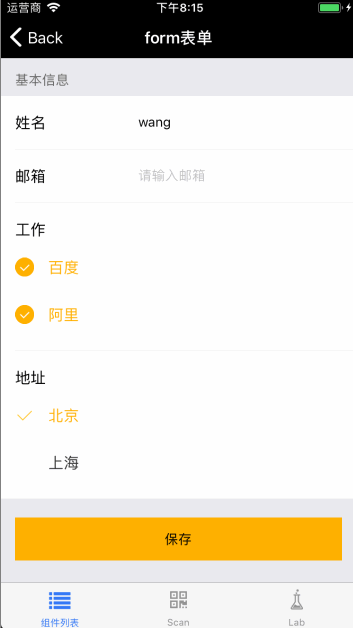 运营商 下午8:15
Back form表单
基本信息
姓名 wang
邮箱 请输入邮箱
工作
百度
阿里
地址
北京
上海
保存
组件列表 Scan Lab